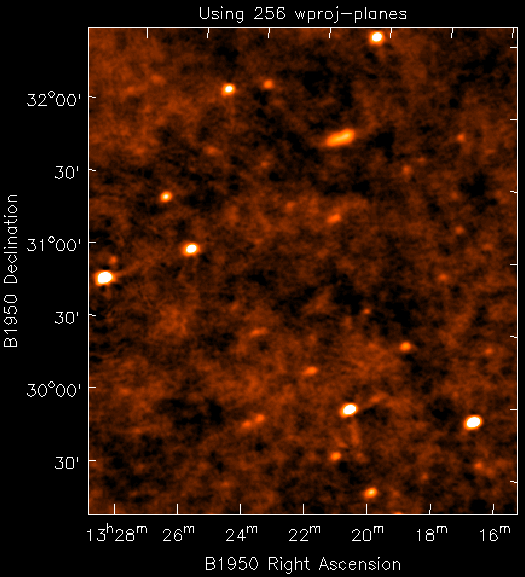 Using 256 wproj-planes
32°00'
30'
31°00'
30'
30°00'
30'
B1950 Declination
13ʰ28ᵐ 26ᵐ 24ᵐ 22ᵐ 20ᵐ 18ᵐ 16ᵐ
B1950 Right Ascension